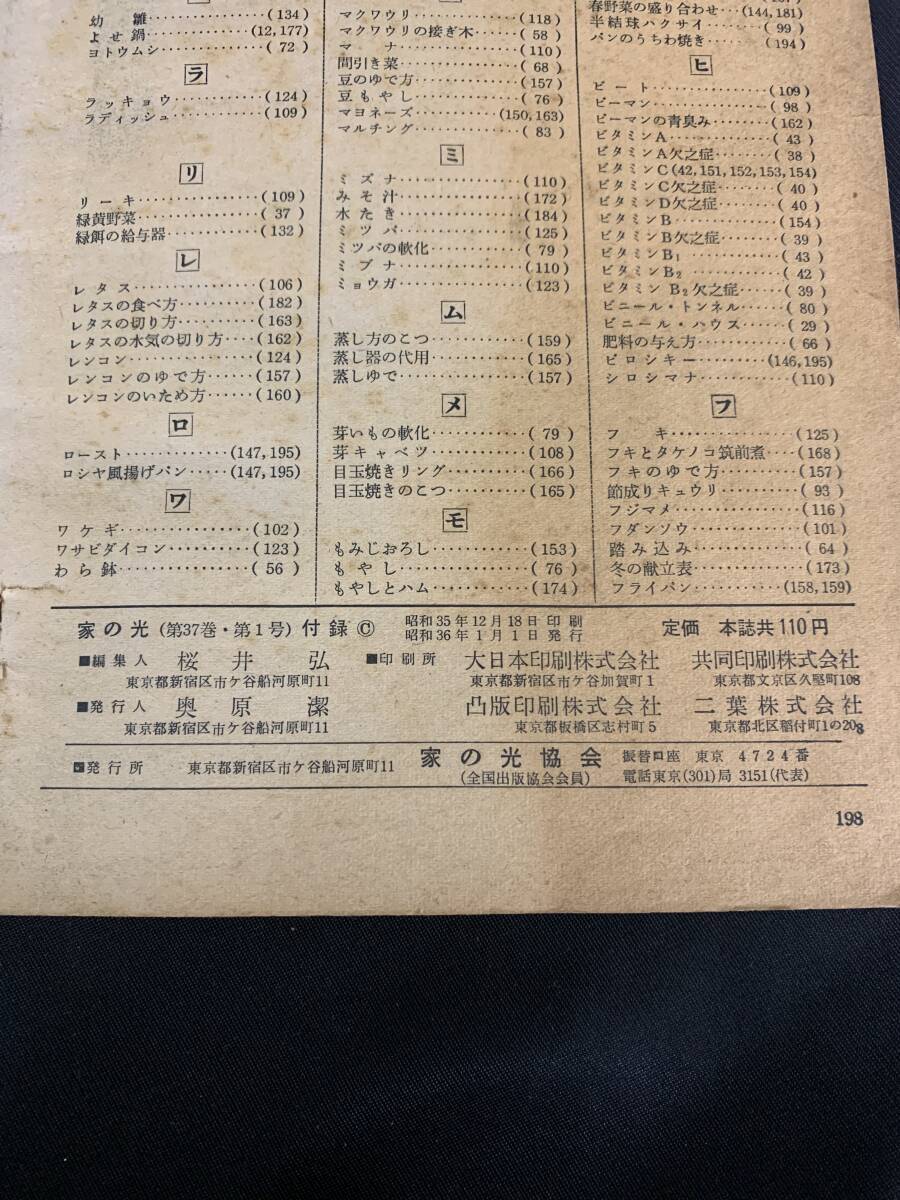 幼雛……………(134)
よせ鍋……………(12,177)
ヨトウムシ……………(72)
ラ
ラッキョウ……………(124)
ラディッシュ……………(109)
リ
リーキ……………(109)
緑黄野菜……………(37)
緑餌の給与器……………(132)
レ
レタス……………(106)
レタスの食べ方……………(182)
レタスの切り方……………(163)
レタスの水気の切り方……(162)
レンコン……………(124)
レンコンのゆで方……(157)
レンコンのいため方……(160)
ロ
ロースト……………(147,195)
ロシヤ風揚げパン……(147,195)
ワ
ワケギ……………(102)
ワサビダイコン……………(123)
わら鉢……………(56)
マクワウリ……………(118)
マクワウリの接ぎ木……(58)
マナ……………(110)
間引き菜……………(68)
豆のゆで方……………(157)
豆もやし……………(76)
マヨネーズ……………(150,163)
マルチング……………(83)
ミ
ミズナ……………(110)
みそ汁……………(172)
水たき……………(184)
ミツバ……………(125)
ミツバの軟化……………(79)
ミブナ……………(110)
ミョウガ……………(123)
ム
蒸し方のこつ……………(159)
蒸し器の代用……………(165)
蒸しゆで……………(157)
メ
芽いもの軟化……………(79)
芽キャベツ……………(108)
目玉焼きリング……………(166)
目玉焼きのこつ……………(165)
モ
もみじおろし……………(153)
もやし……………(76)
もやしとハム……………(174)
春野菜の盛り合わせ…(144,181)
半結球ハクサイ……………(99)
パンのうちわ焼き……………(194)
ヒ
ビート……………(109)
ピーマン……………(98)
ピーマンの青臭み……………(162)
ビタミンA……………(43)
ビタミンA欠乏症……………(38)
ビタミンC(42,151,152,153,154)
ビタミンC欠乏症……………(40)
ビタミンD欠乏症……………(40)
ビタミンB……………(154)
ビタミンB欠乏症……………(39)
ビタミンB₁……………(43)
ビタミンB₂……………(42)
ビタミンB₂欠乏症……………(39)
ビニール・トンネル……(80)
ビニール・ハウス……………(29)
肥料の与え方……………(66)
ピロシキー……………(146,195)
シロシマナ……………(110)
フ
フキ……………(125)
フキとタケノコ筑前煮……(168)
フキのゆで方……………(157)
節成りキュウリ……………(93)
フジマメ……………(116)
フダンソウ……………(101)
踏み込み……………(64)
冬の献立表……………(173)
フライパン……………(158,159)
家の光(第37巻・第1号)付録©
昭和35年12月18日印刷
昭和36年1月1日発行
定価 本誌共110円
■編集人 桜井弘
東京都新宿区市ケ谷船河原町11
■発行人 奥原潔
東京都新宿区市ケ谷船河原町11
■印刷所 大日本印刷株式会社
東京都新宿区市ケ谷加賀町1
共同印刷株式会社
東京都文京区久堅町108
凸版印刷株式会社
東京都板橋区志村町5
二葉株式会社
東京都北区稲付町1の208
■発行所 東京都新宿区市ケ谷船河原町11 家の光協会
(全国出版協会会員)
振替口座 東京 4724番
電話東京(301)局 3151(代表)
198